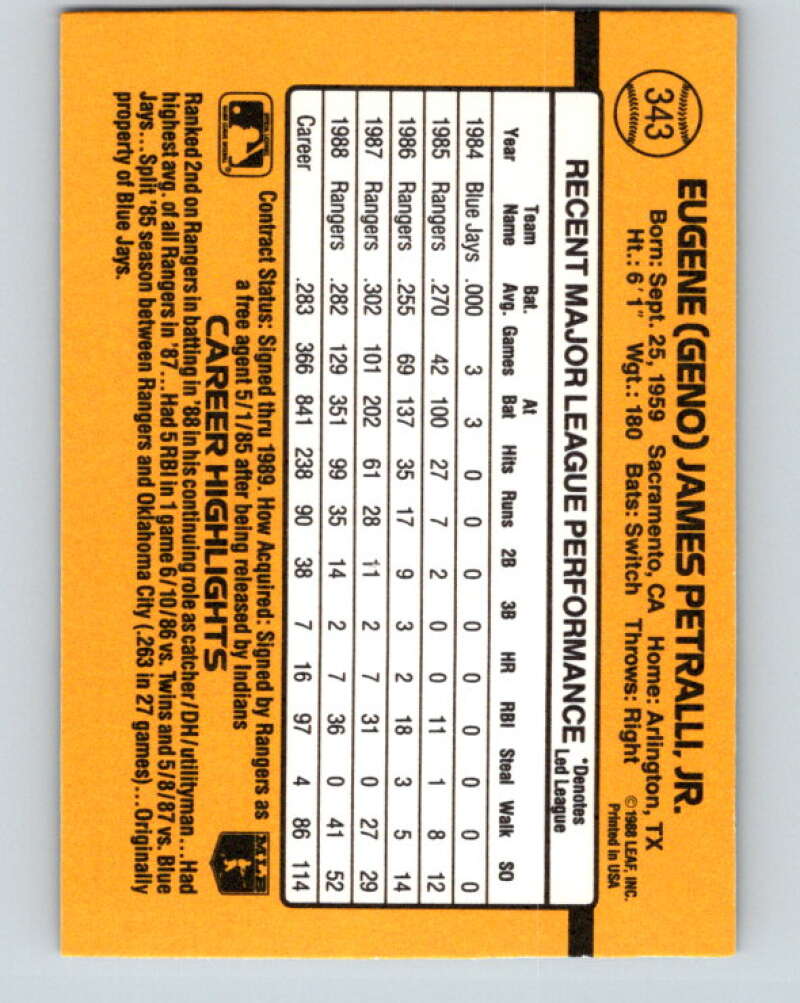 343
EUGENE (GENO) JAMES PETRALLI, JR.
Born: Sept. 25, 1959 Sacramento, CA Home: Arlington, TX
Ht.: 6'1" Wgt.: 180 Bats: Switch Throws: Right
© 1988 LEAF, INC.
Printed in USA
RECENT MAJOR LEAGUE PERFORMANCE *Denotes Led League
Year Team Name Bat. Avg. Games At Bat Hits Runs 2B 3B HR RBI Steal Walk SO
1984 Blue Jays .000 3 3 0 0 0 0 0 0 0 0 0
1985 Rangers .270 42 100 27 7 2 0 0 11 1 8 12
1986 Rangers .255 69 137 35 17 9 3 2 18 3 5 14
1987 Rangers .302 101 202 61 28 11 2 7 31 0 27 29
1988 Rangers .282 129 351 99 35 14 2 7 36 0 41 52
Career .283 366 841 238 90 38 7 16 97 4 86 114
Contract Status: Signed thru 1989. How Acquired: Signed by Rangers as
a free agent 5/1/85 after being released by Indians
MLB
CAREER HIGHLIGHTS
Ranked 2nd on Rangers in batting in '88 in his continuing role as catcher/DH/utilityman...Had
highest avg. of all Rangers in '87...Had 5 RBI in 1 game 6/10/86 vs. Twins and 5/8/87 vs. Blue
Jays...Split '85 season between Rangers and Oklahoma City (.263 in 27 games)...Originally
property of Blue Jays.